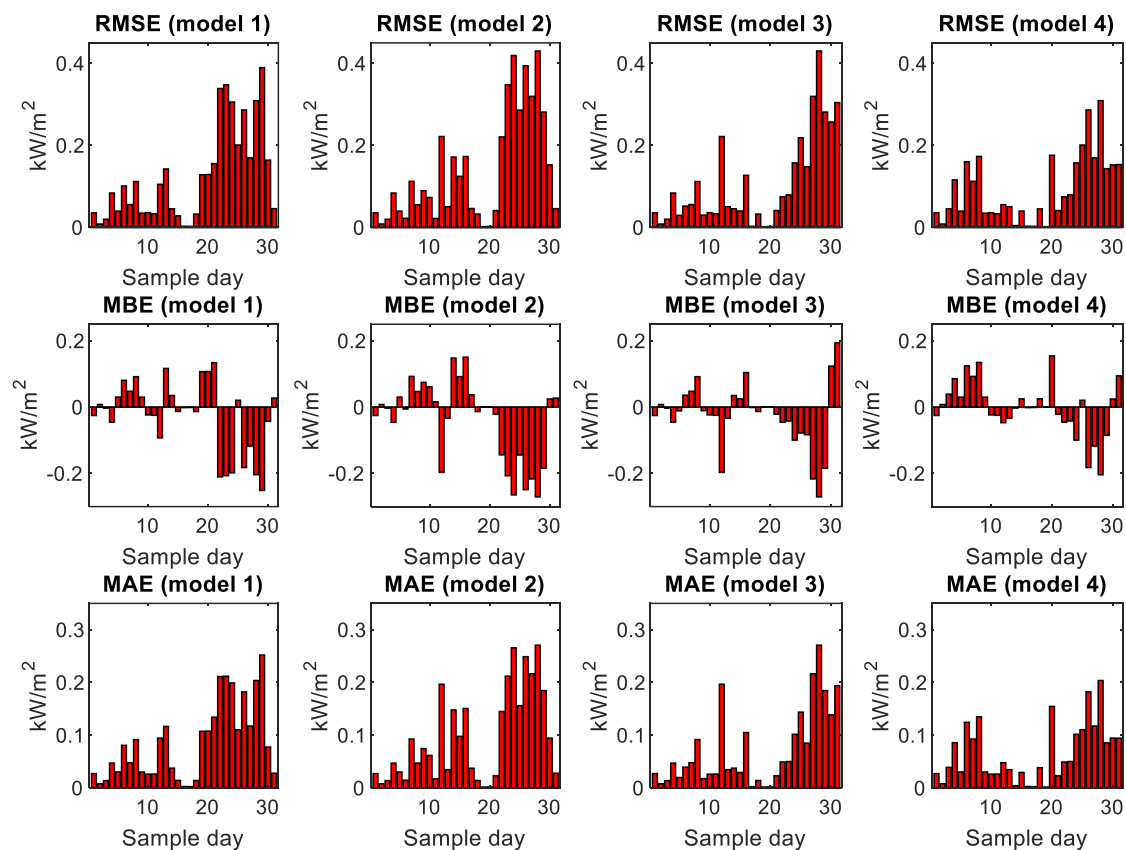 RMSE (model 1) RMSE (model 2) RMSE (model 3) RMSE (model 4)
kW/m² kW/m² kW/m² kW/m²
0.4 0.4 0.4 0.4
0.2 0.2 0.2 0.2
0 0 0 0
10 20 30 10 20 30 10 20 30 10 20 30
Sample day Sample day Sample day Sample day
MBE (model 1) MBE (model 2) MBE (model 3) MBE (model 4)
kW/m² kW/m² kW/m² kW/m²
0.2 0.2 0.2 0.2
0 0 0 0
-0.2 -0.2 -0.2 -0.2
10 20 30 10 20 30 10 20 30 10 20 30
Sample day Sample day Sample day Sample day
MAE (model 1) MAE (model 2) MAE (model 3) MAE (model 4)
kW/m² kW/m² kW/m² kW/m²
0.3 0.3 0.3 0.3
0.2 0.2 0.2 0.2
0.1 0.1 0.1 0.1
0 0 0 0
10 20 30 10 20 30 10 20 30 10 20 30
Sample day Sample day Sample day Sample day